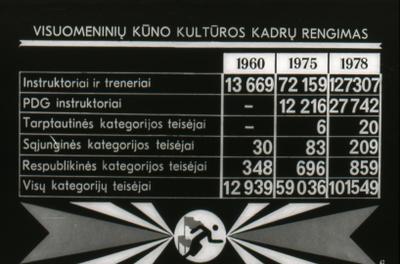 VISUOMENINIŲ KŪNO KULTŪROS KADRŲ RENGIMAS
1960 1975 1978
Instruktoriai ir treneriai 13 669 72 159 127307
PDG instruktoriai – 12 216 27 742
Tarptautinės kategorijos teisėjai – 6 20
Sąjunginės kategorijos teisėjai 30 83 209
Respublikinės kategorijos teisėjai 348 696 859
Visų kategorijų teisėjai 12 939 59 036 101549